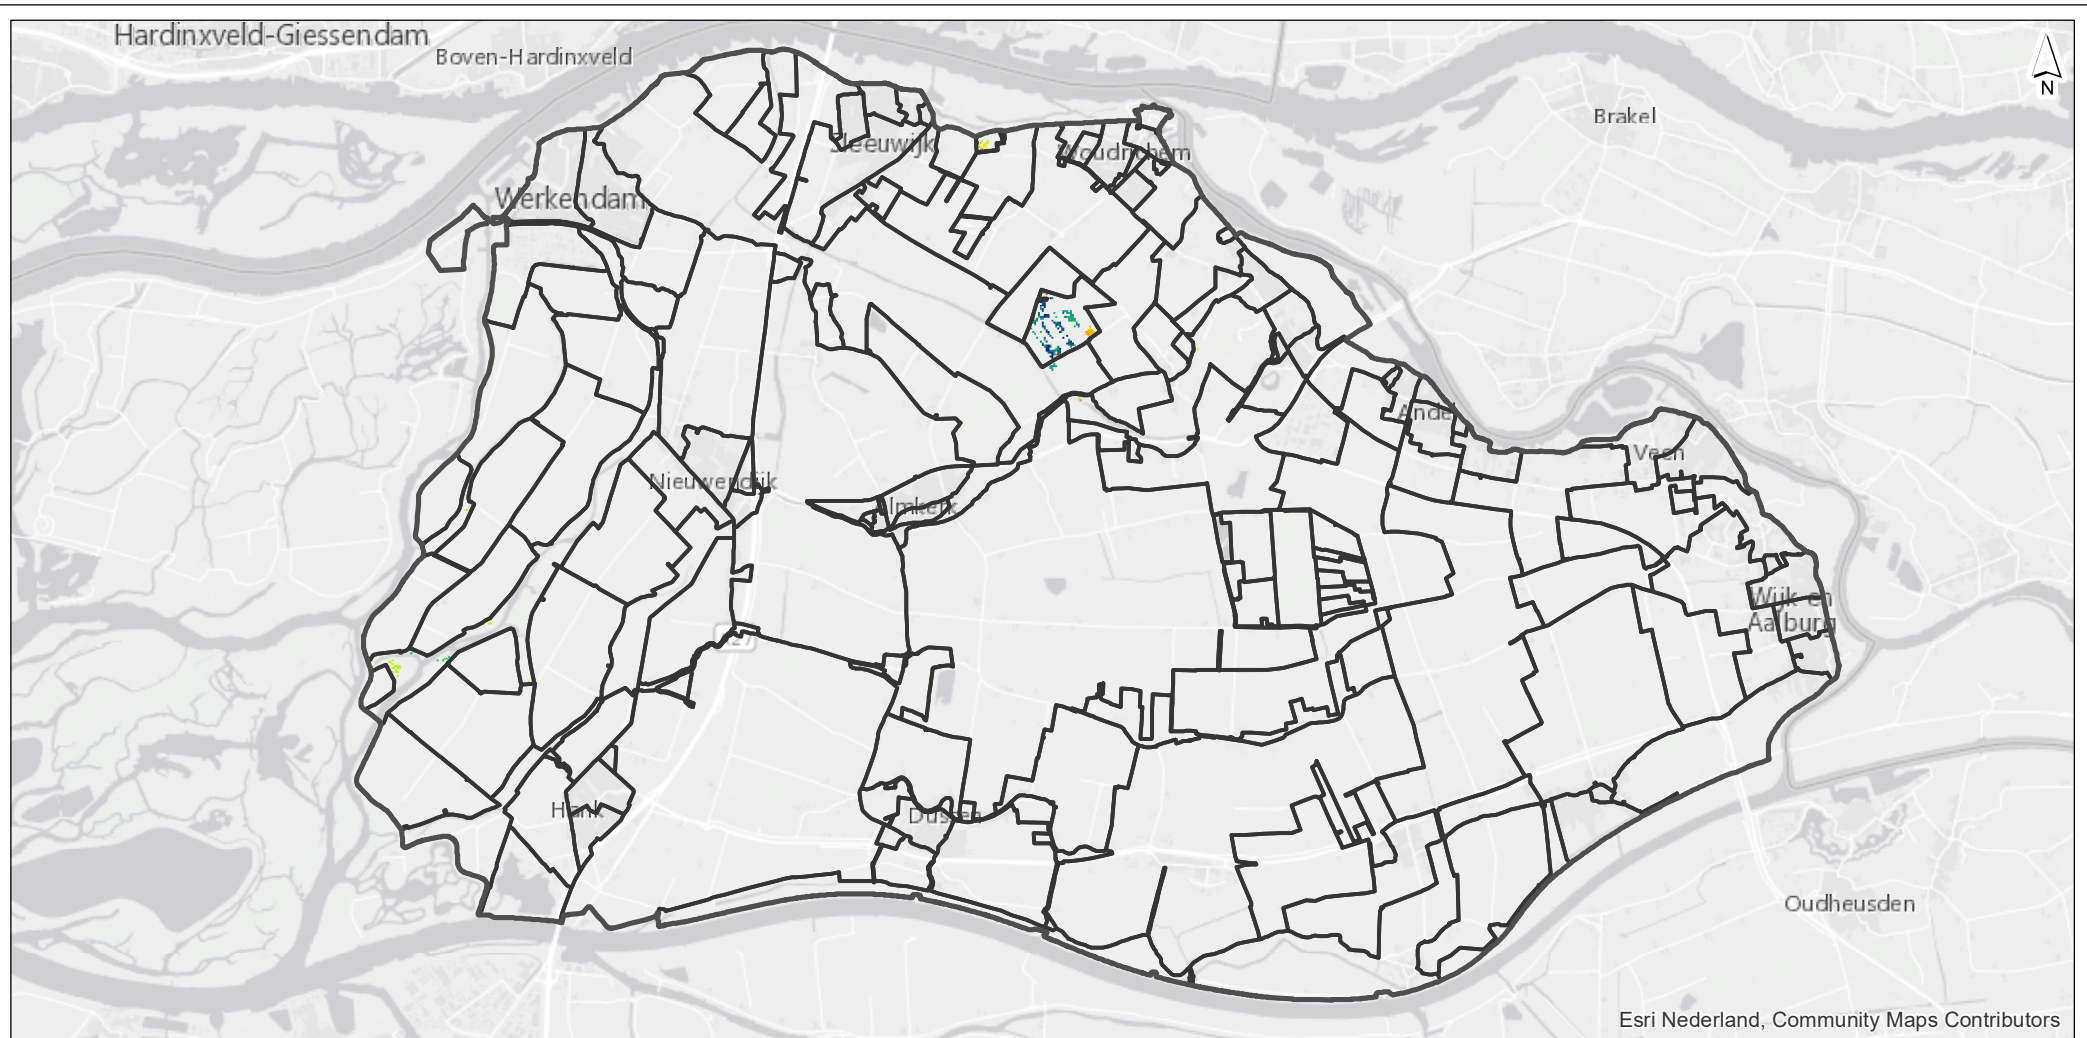 Hardinxveld-Giessendam
Boven-Hardinxveld
N
Brakel
Sleeuwijk
Woudrichem
Werkendam
Andel
Veen
Nieuwendijk
Almkerk
Wijk en
Aalburg
Hank
Dussen
Oudheusden
Esri Nederland, Community Maps Contributors